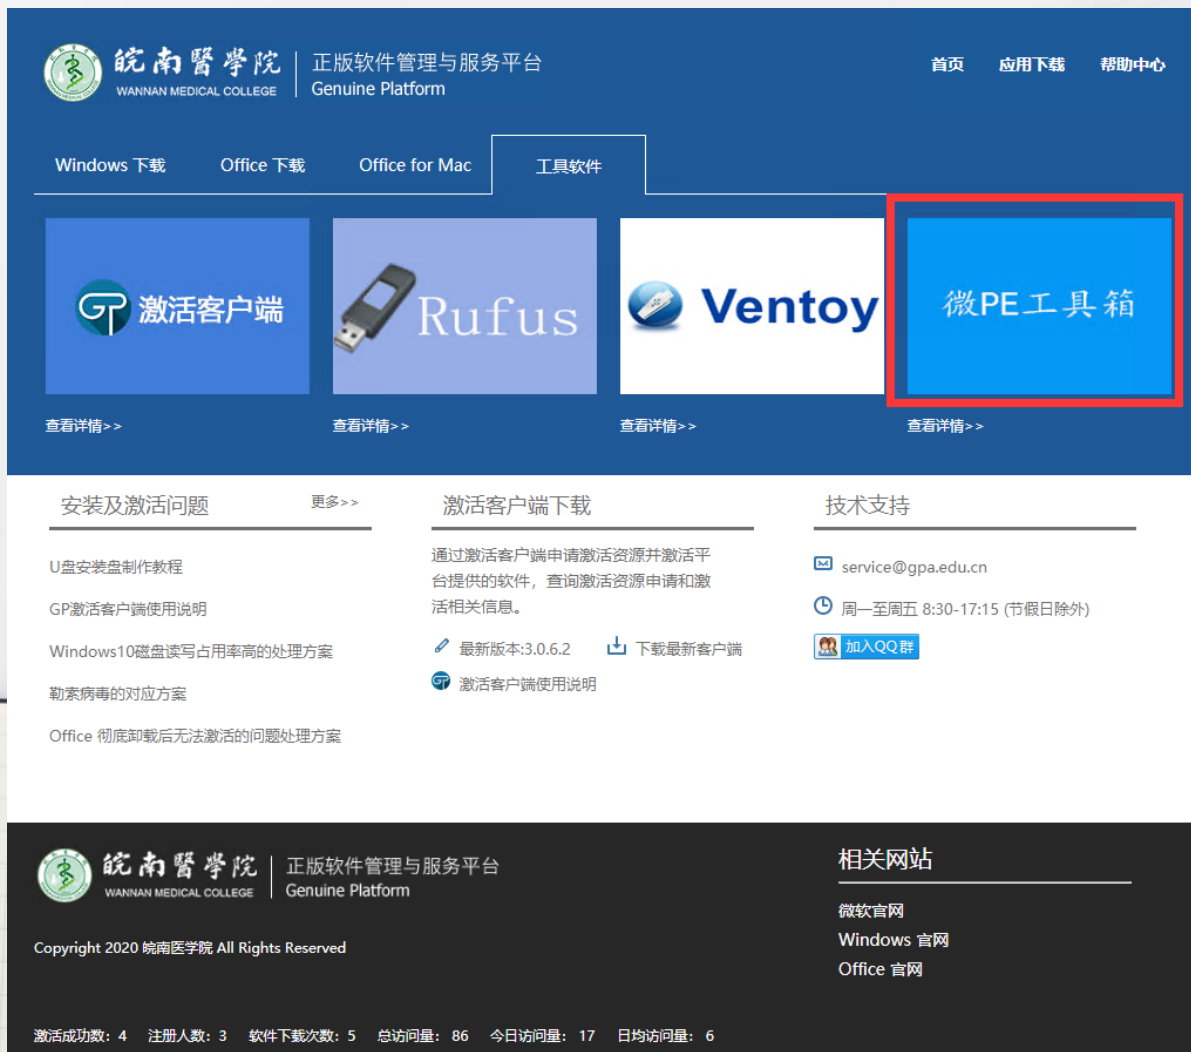 皖南醫學院
WANNAN MEDICAL COLLEGE
正版软件管理与服务平台
Genuine Platform
首页 应用下载 帮助中心
Windows 下载 Office 下载 Office for Mac 工具软件
GP 激活客户端
Rufus
Ventoy
微PE工具箱
查看详情>> 查看详情>> 查看详情>> 查看详情>>
安装及激活问题 更多>>
U盘安装盘制作教程
GP激活客户端使用说明
Windows10磁盘读写占用率高的处理方案
勒索病毒的对应方案
Office 彻底卸载后无法激活的问题处理方案
激活客户端下载
通过激活客户端申请激活资源并激活平
台提供的软件，查询激活资源申请和激
活相关信息。
最新版本:3.0.6.2 下载最新客户端
激活客户端使用说明
技术支持
service@gpa.edu.cn
周一至周五 8:30-17:15 (节假日除外)
加入QQ群
皖南醫學院
WANNAN MEDICAL COLLEGE
正版软件管理与服务平台
Genuine Platform
Copyright 2020 皖南医学院 All Rights Reserved
相关网站
微软官网
Windows 官网
Office 官网
激活成功数：4 注册人数：3 软件下载次数：5 总访问量：86 今日访问量：17 日均访问量：6